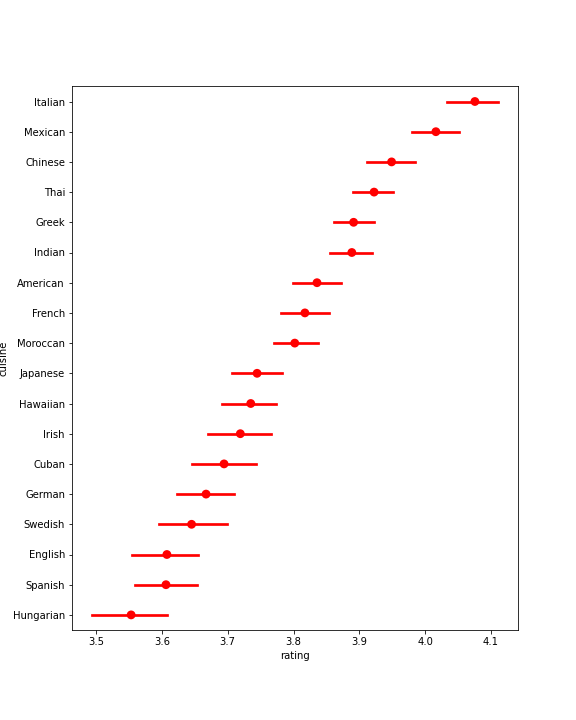 Italian
Mexican
Chinese
Thai
Greek
Indian
American
French
Moroccan
Japanese
Hawaiian
Irish
Cuban
German
Swedish
English
Spanish
Hungarian
cuisine
3.5 3.6 3.7 3.8 3.9 4.0 4.1
rating